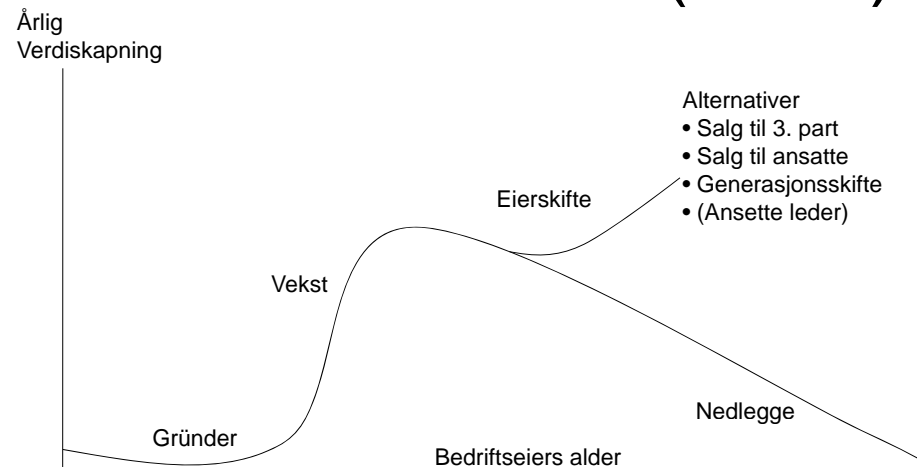 Årlig
Verdiskapning
Alternativer
• Salg til 3. part
• Salg til ansatte
• Generasjonsskifte
• (Ansette leder)
Eierskifte
Vekst
Nedlegge
Gründer
Bedriftseiers alder